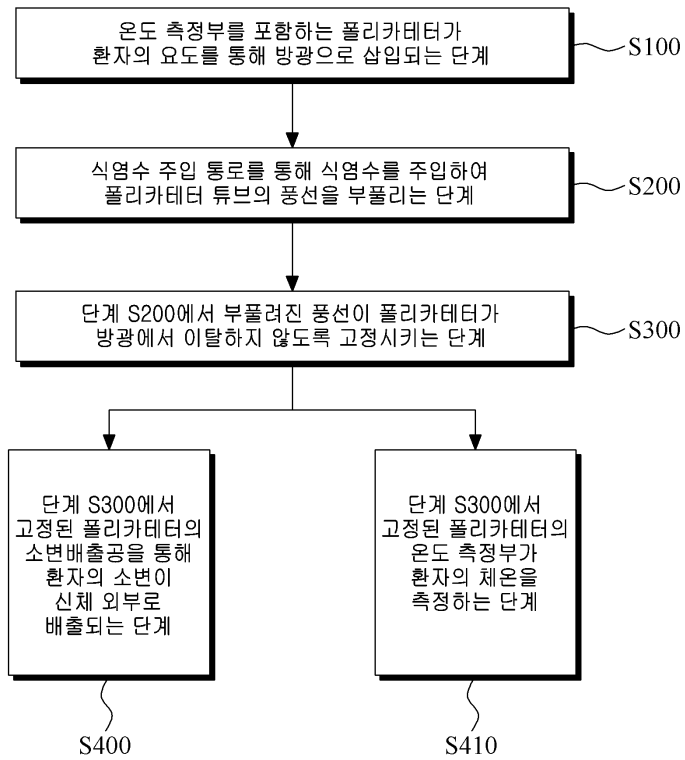 온도 측정부를 포함하는 폴리카테터가
환자의 요도를 통해 방광으로 삽입되는 단계
S100
식염수 주입 통로를 통해 식염수를 주입하여
폴리카테터 튜브의 풍선을 부풀리는 단계
S200
단계 S200에서 부풀려진 풍선이 폴리카테터가
방광에서 이탈하지 않도록 고정시키는 단계
S300
단계 S300에서
고정된 폴리카테터의
소변배출공을 통해
환자의 소변이
신체 외부로
배출되는 단계
S400
단계 S300에서
고정된 폴리카테터의
온도 측정부가
환자의 체온을
측정하는 단계
S410